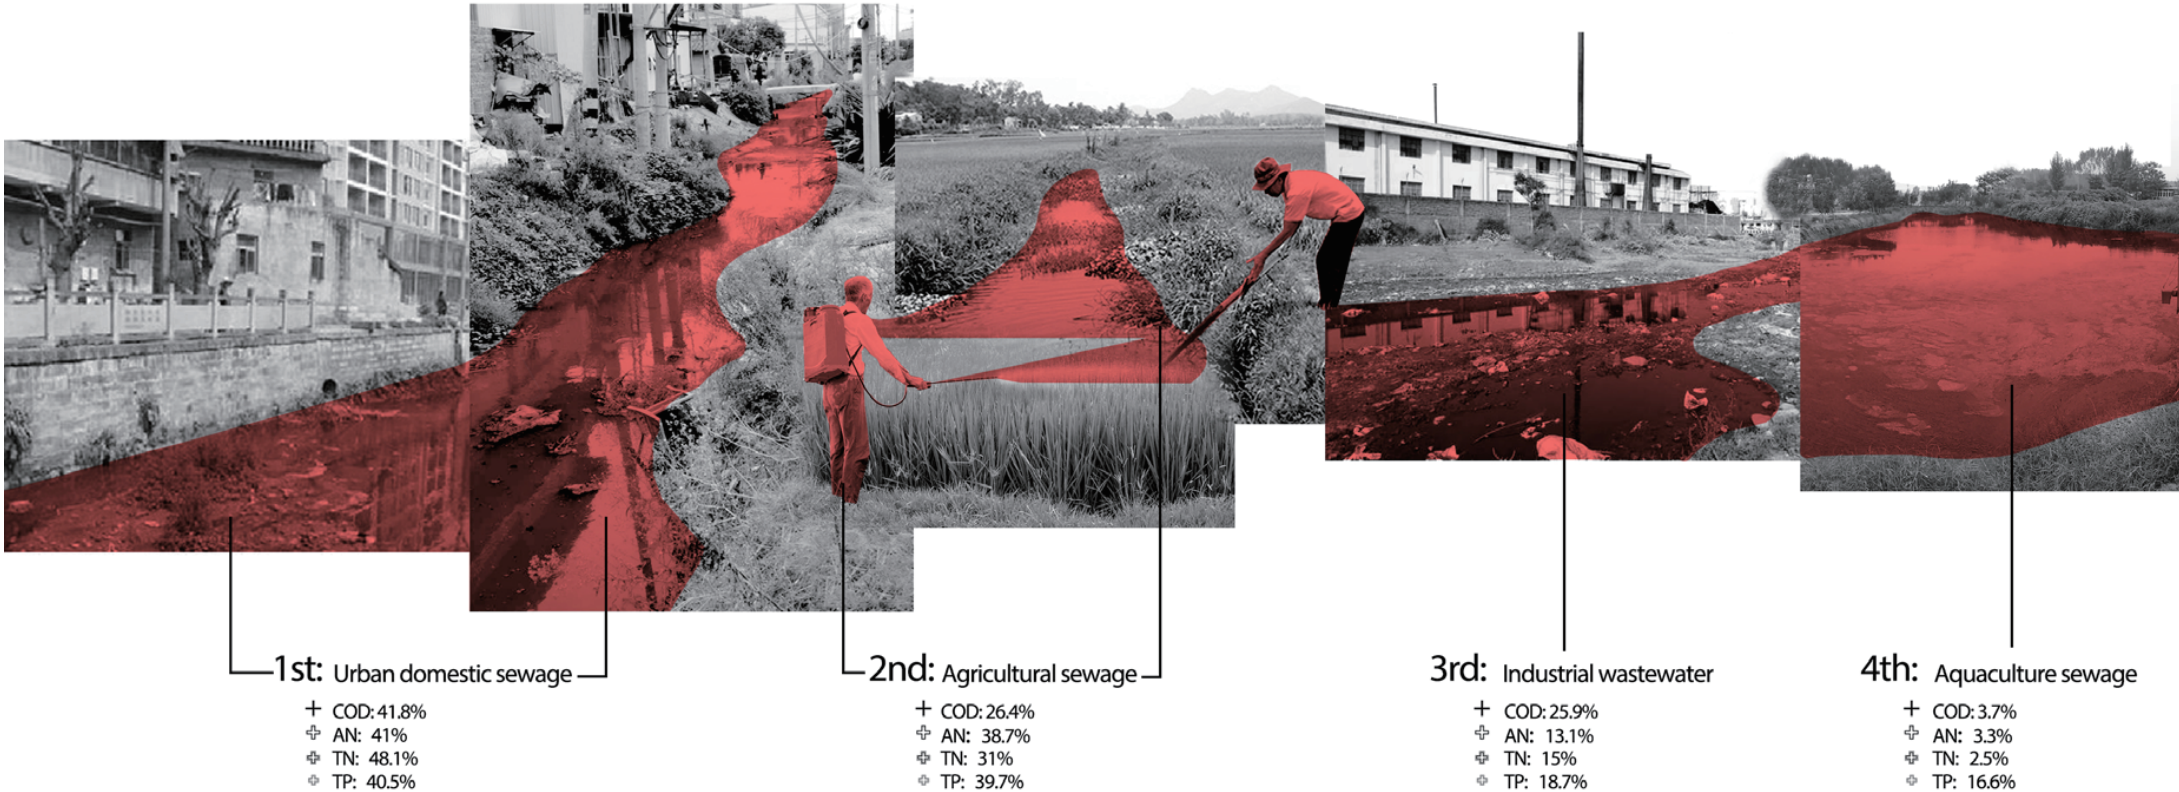 1st: Urban domestic sewage
COD: 41.8%
AN: 41%
TN: 48.1%
TP: 40.5%
2nd: Agricultural sewage
COD: 26.4%
AN: 38.7%
TN: 31%
TP: 39.7%
3rd: Industrial wastewater
COD: 25.9%
AN: 13.1%
TN: 15%
TP: 18.7%
4th: Aquaculture sewage
COD: 3.7%
AN: 3.3%
TN: 2.5%
TP: 16.6%